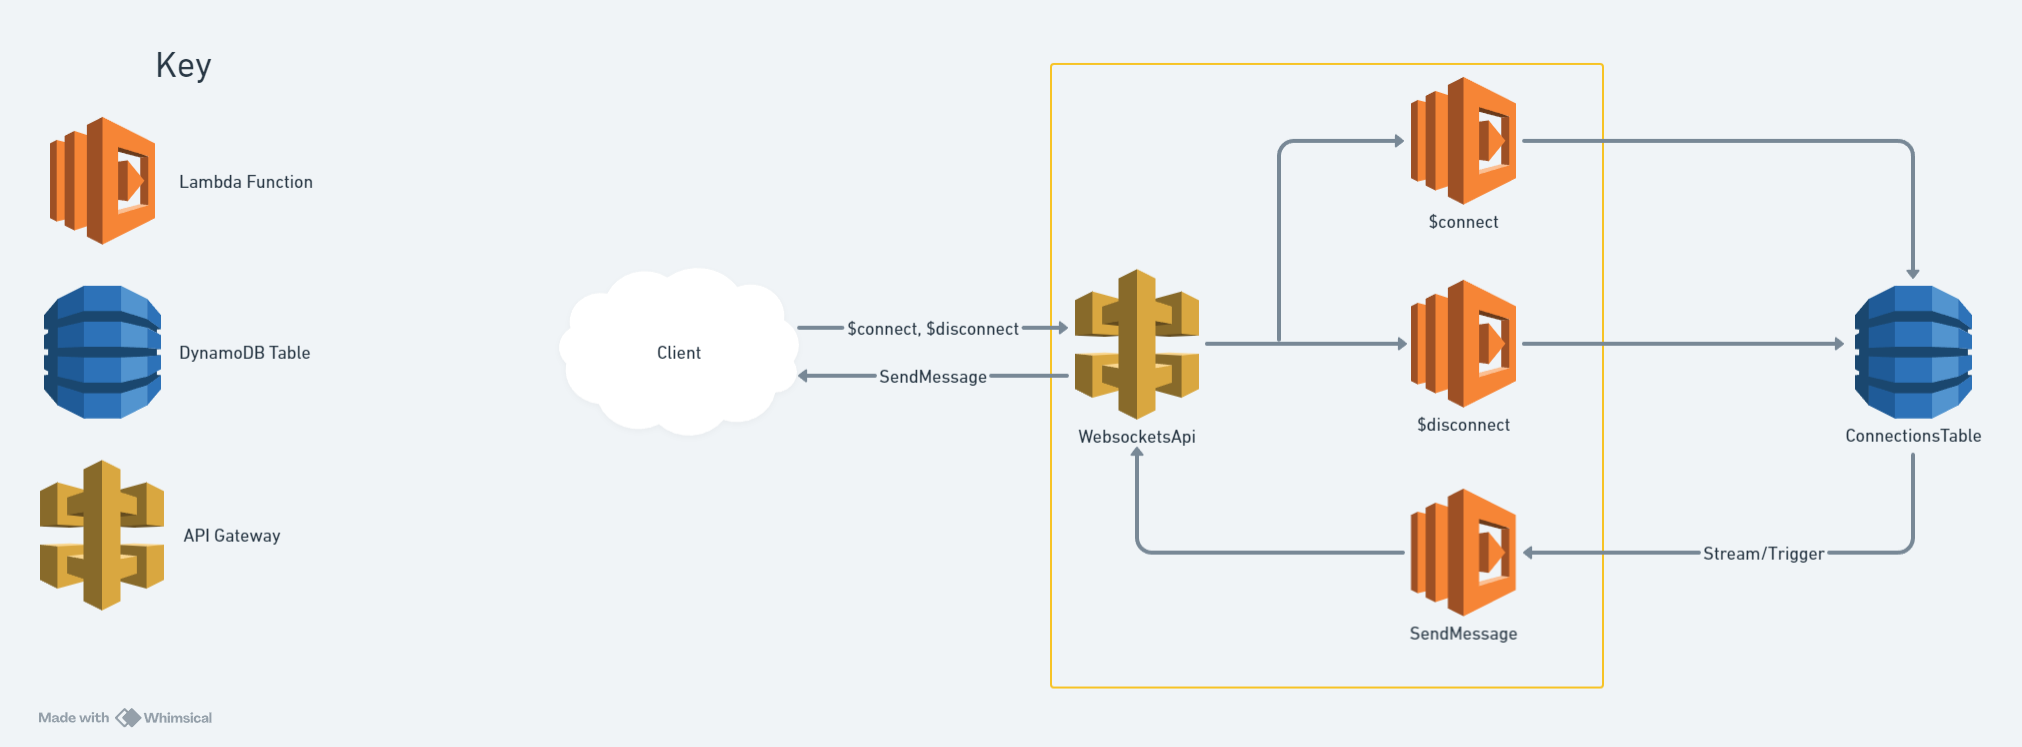 Key
Lambda Function
DynamoDB Table
API Gateway
Client
$connect, $disconnect
SendMessage
WebsocketsApi
$connect
$disconnect
SendMessage
ConnectionsTable
Stream/Trigger
Made with Whimsical